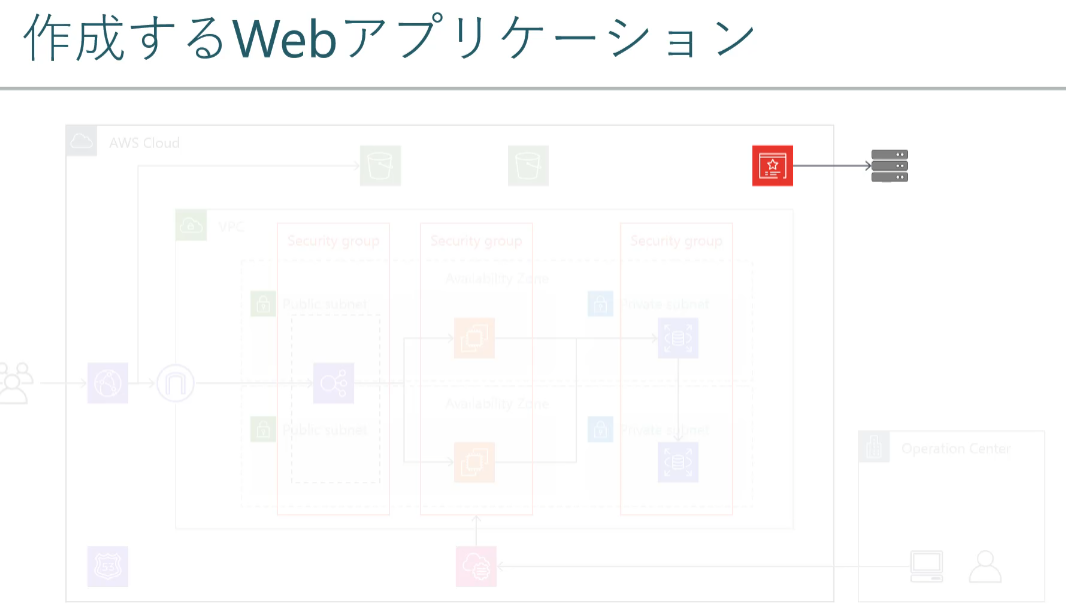 作成するWebアプリケーション
AWS Cloud
VPC
Security group
Security group
Security group
Availability Zone
Public subnet
Private subnet
Availability Zone
Public subnet
Private subnet
Operation Center
53